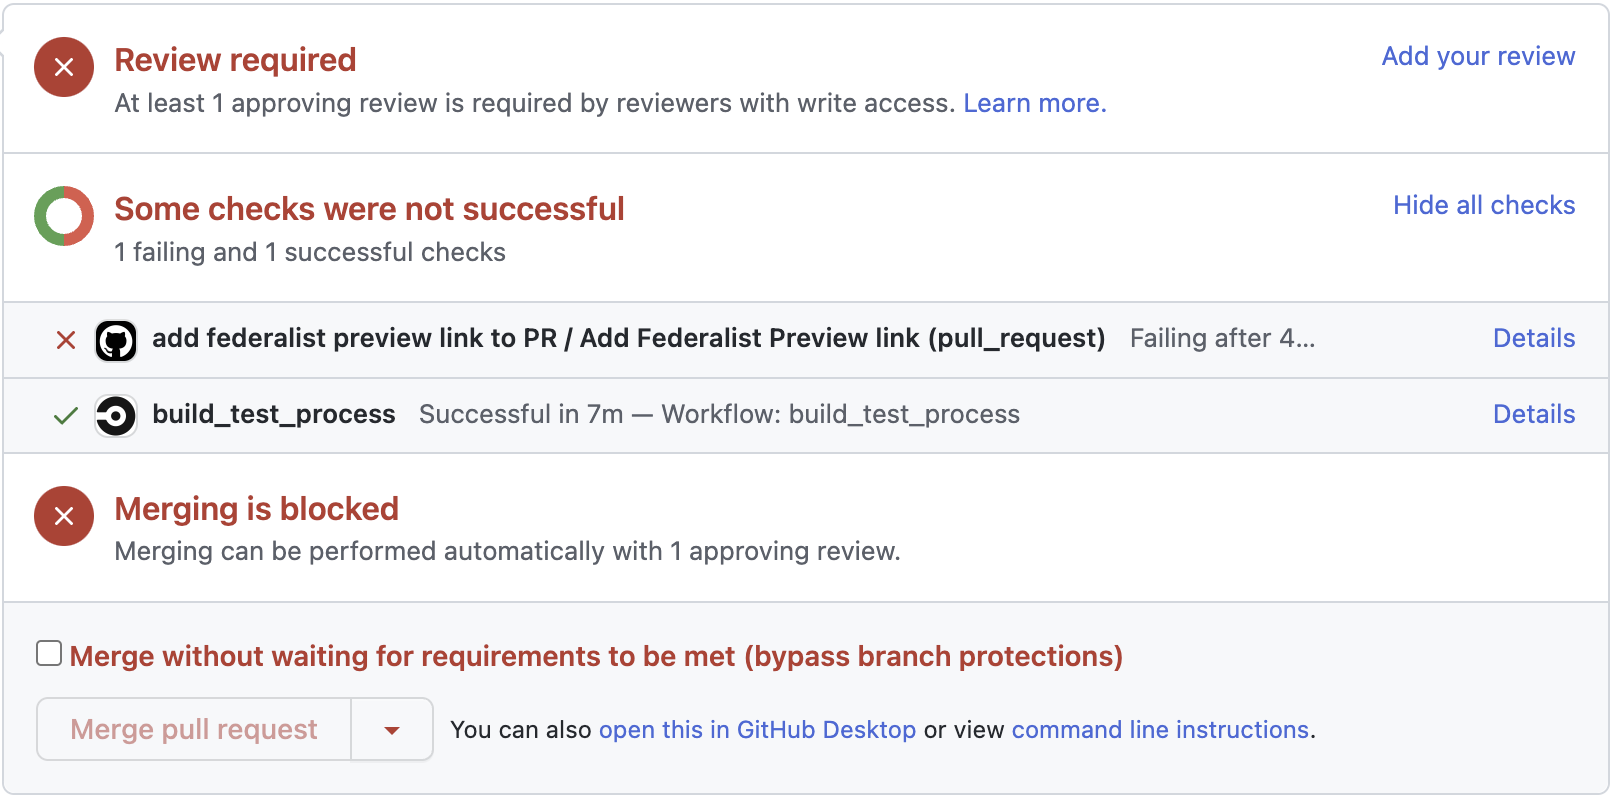 Review required
Add your review
At least 1 approving review is required by reviewers with write access. Learn more.
Some checks were not successful
Hide all checks
1 failing and 1 successful checks
add federalist preview link to PR / Add Federalist Preview link (pull_request) Failing after 4... Details
build_test_process Successful in 7m — Workflow: build_test_process Details
Merging is blocked
Merging can be performed automatically with 1 approving review.
Merge without waiting for requirements to be met (bypass branch protections)
Merge pull request You can also open this in GitHub Desktop or view command line instructions.